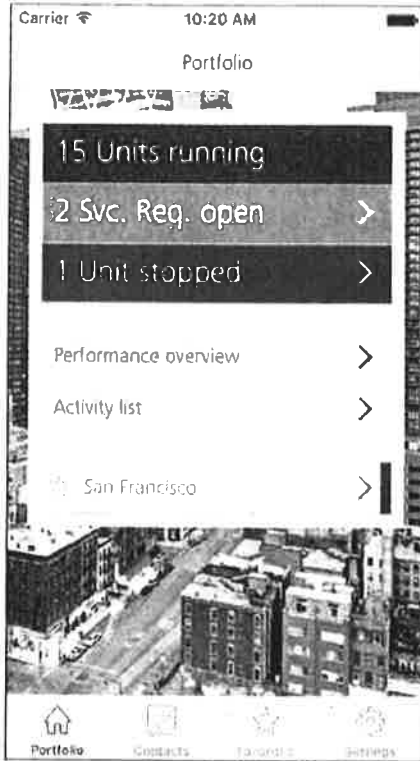 Carrier 10:20 AM
Portfolio
15 Units running
2 Svc. Req. open
1 Unit stopped
Performance overview
Activity list
San Francisco
Portfolio Contacts Favorites Settings